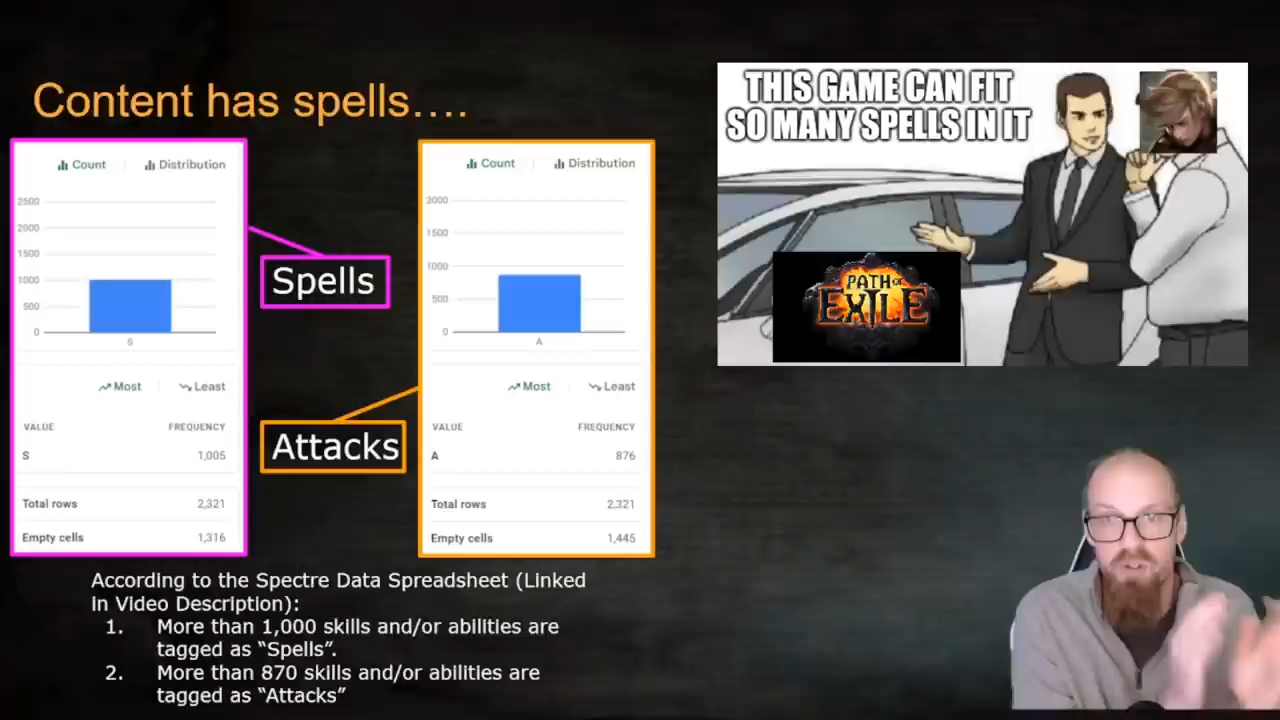 Content has spells....
THIS GAME CAN FIT
SO MANY SPELLS IN IT
PATH OF
EXILE
Count
Distribution
2500
2000
1500
1000
500
0
S
Most
Least
VALUE
FREQUENCY
S
1,005
Total rows
2,321
Empty cells
1,316
Spells
Attacks
Count
Distribution
2000
1500
1000
500
0
A
Most
Least
VALUE
FREQUENCY
A
876
Total rows
2,321
Empty cells
1,445
According to the Spectre Data Spreadsheet (Linked
in Video Description):
1. More than 1,000 skills and/or abilities are
tagged as “Spells”.
2. More than 870 skills and/or abilities are
tagged as “Attacks”